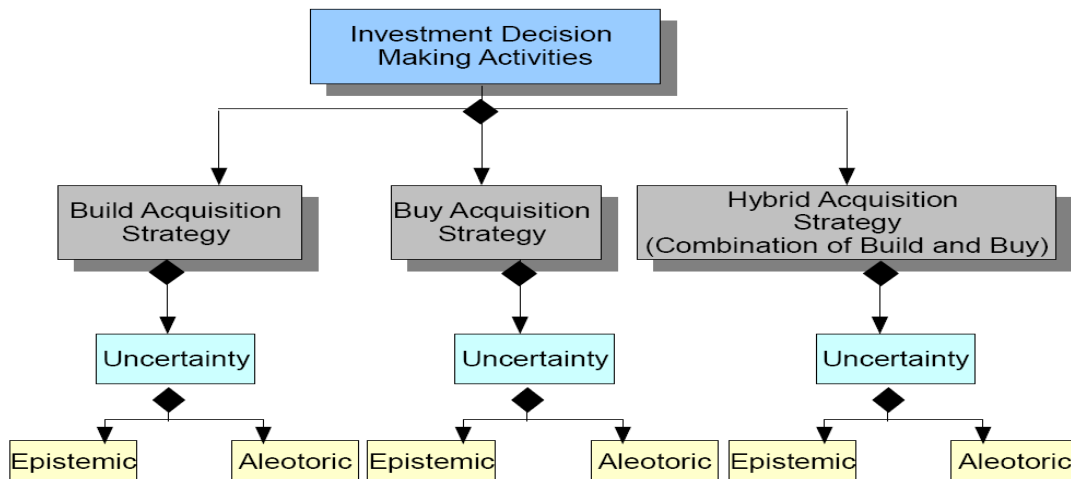 Investment Decision
Making Activities
Build Acquisition
Strategy
Buy Acquisition
Strategy
Hybrid Acquisition
Strategy
(Combination of Build and Buy)
Uncertainty
Uncertainty
Uncertainty
Epistemic
Aleotoric
Epistemic
Aleotoric
Epistemic
Aleotoric